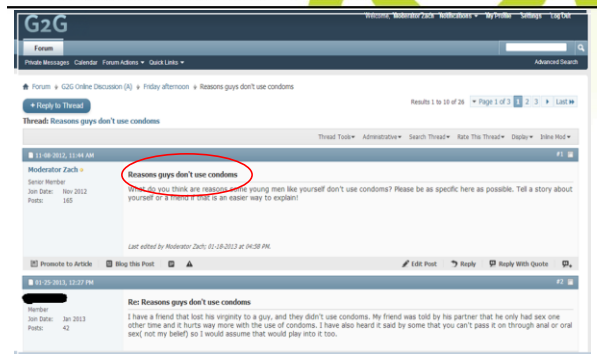 Welcome, Moderator Zach Notifications My Profile Settings Log Out
G2G
Forum
Private Messages Calendar Forum Actions Quick Links Advanced Search
Forum G2G Online Discussion (A) Friday afternoon Reasons guys don't use condoms
+ Reply to Thread Results 1 to 10 of 28 Page 1 of 3 1 2 3 Last
Thread: Reasons guys don't use condoms
Thread Tools Administrative Search Thread Rate This Thread Display Inline Mod
11-08-2012, 11:44 AM #1
Moderator Zach
Senior Member
Join Date: Nov 2012
Posts: 165
Reasons guys don't use condoms
What do you think are reasons some young men like yourself don't use condoms? Please be as specific here as possible. Tell a story about
yourself or a friend if that is an easier way to explain!
Last edited by Moderator Zach; 01-18-2013 at 04:58 PM.
Promote to Article Blog this Post Edit Post Reply Reply With Quote
01-25-2013, 12:27 PM #2
Member
Join Date: Jan 2013
Posts: 42
Re: Reasons guys don't use condoms
I have a friend that lost his virginity to a guy, and they didn't use condoms. My friend was told by his partner that he only had sex one
other time and it hurts way more with the use of condoms. I have also heard it said by some that you can't pass it on through anal or oral
sex( not my belief) so I would assume that would play into it too.